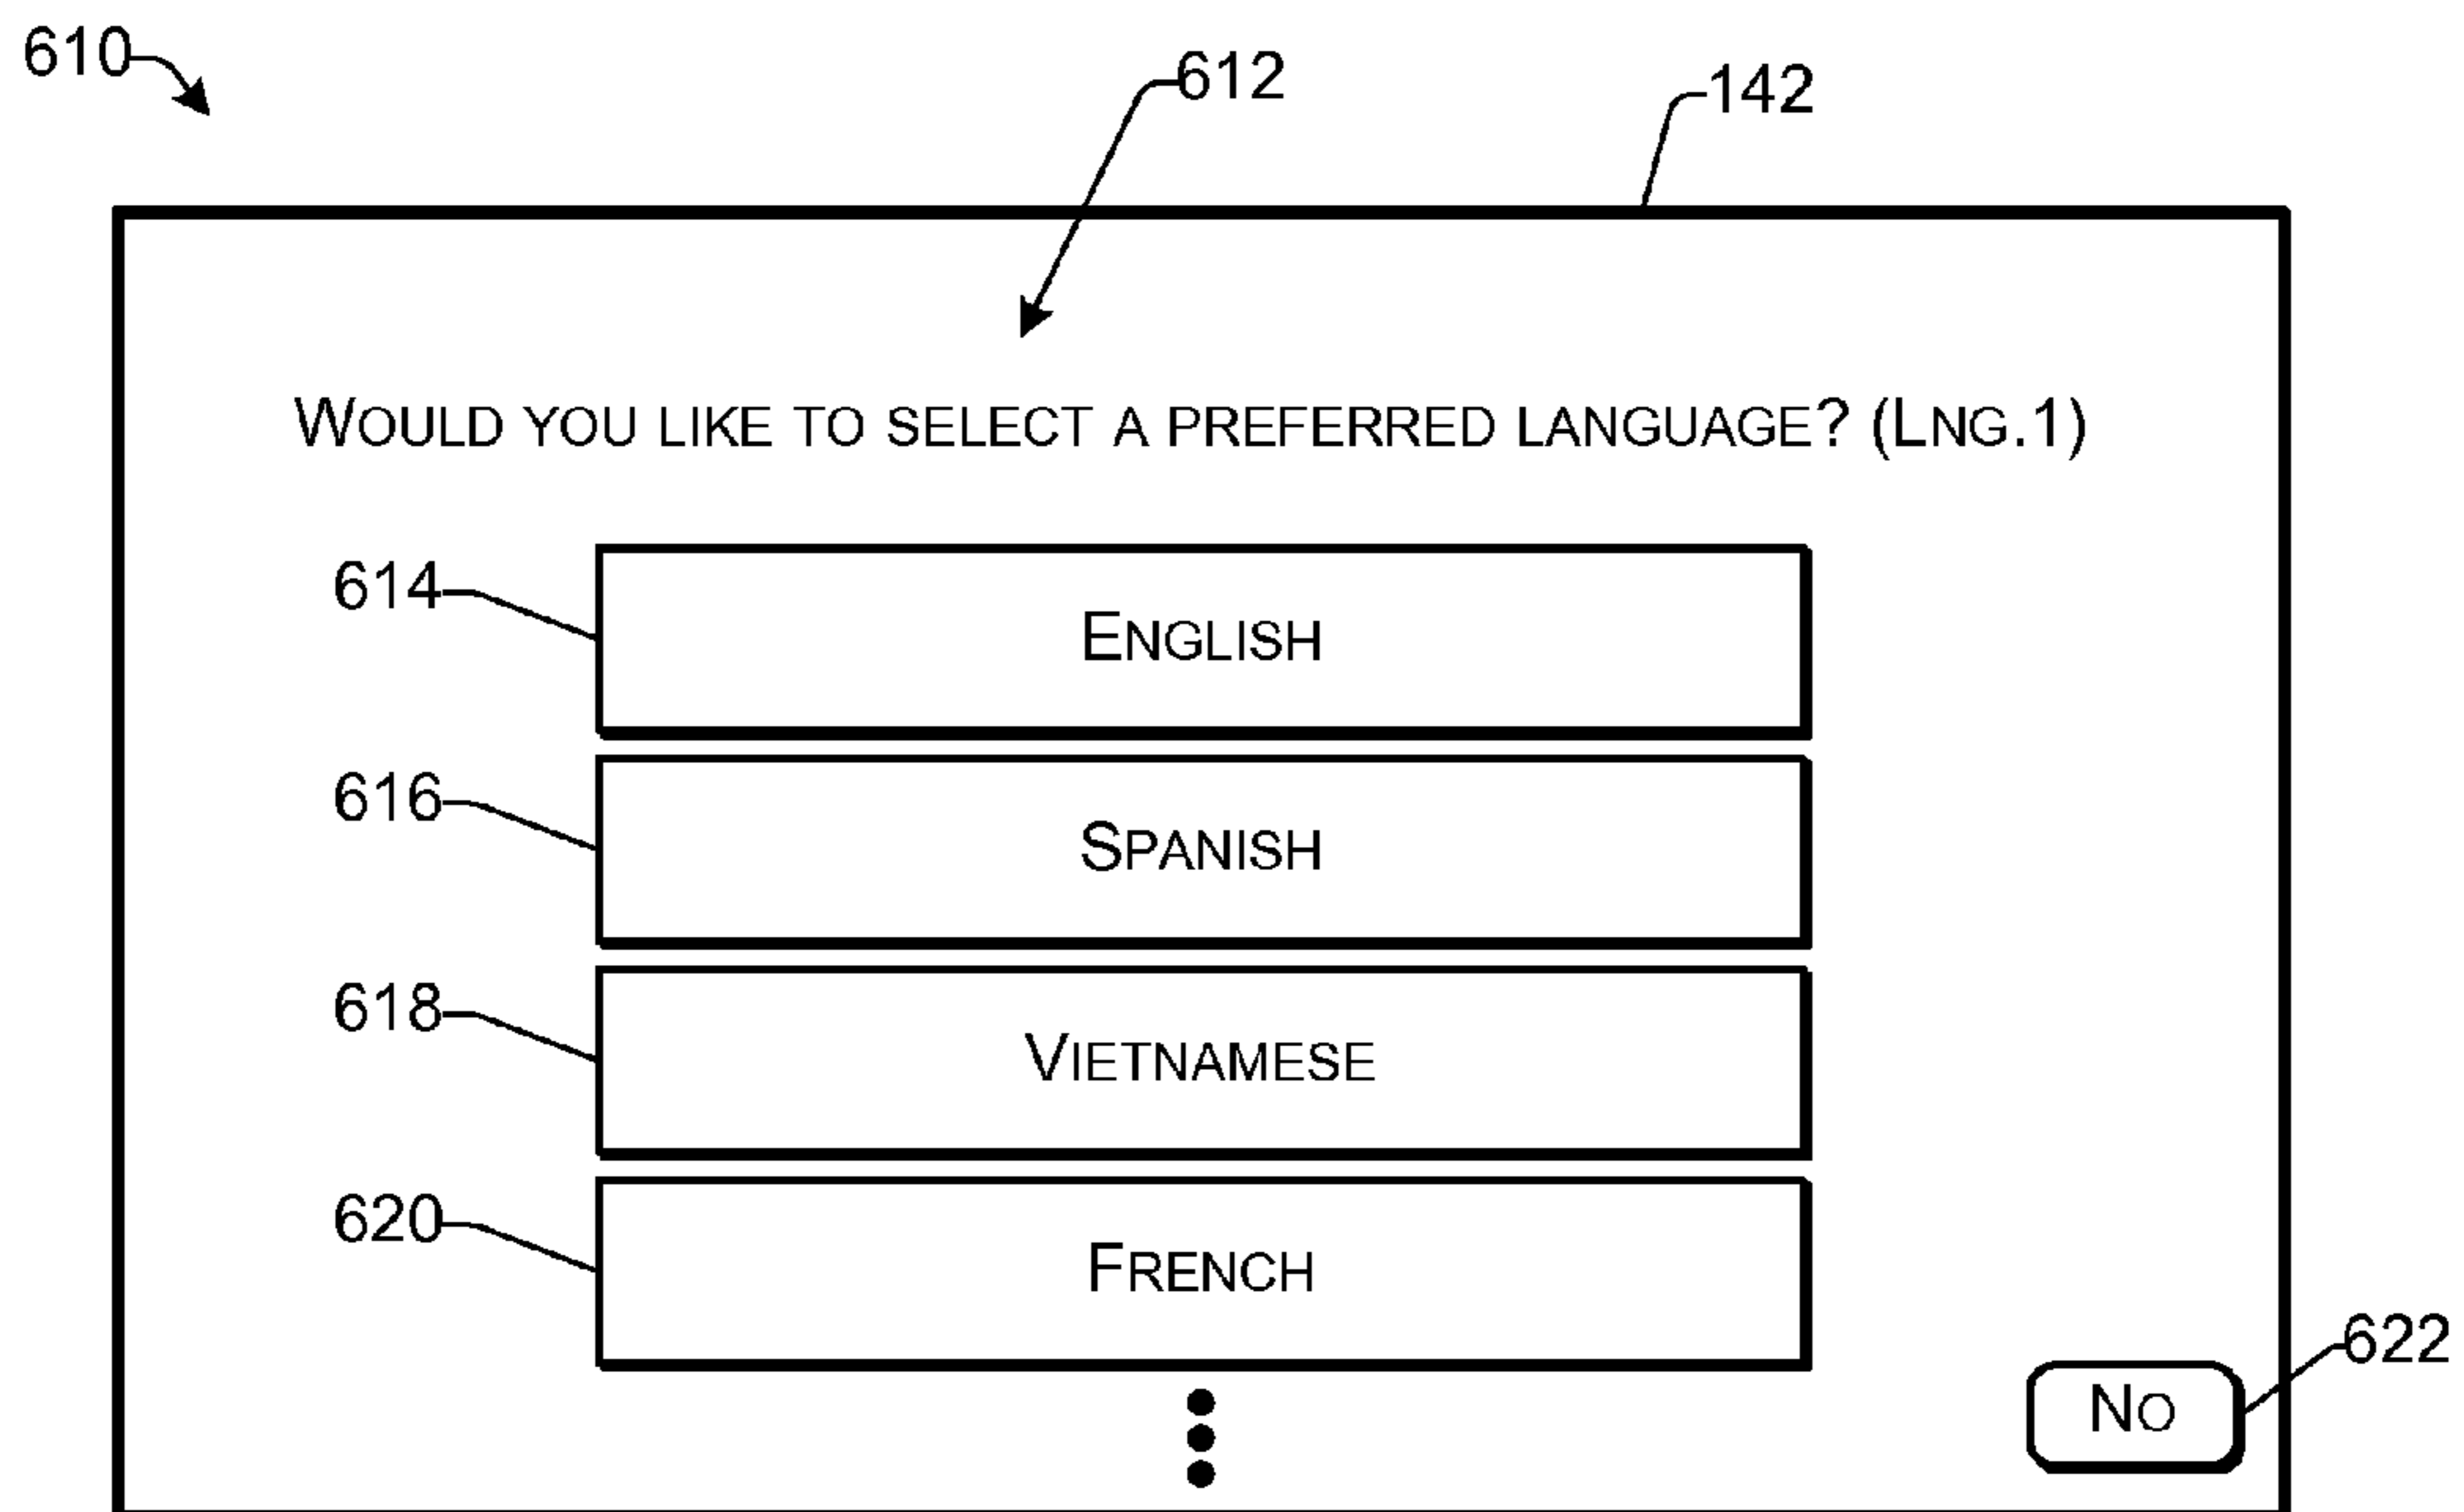 610
612
142
WOULD YOU LIKE TO SELECT A PREFERRED LANGUAGE? (LNG.1)
614
ENGLISH
616
SPANISH
618
VIETNAMESE
620
FRENCH
622
NO